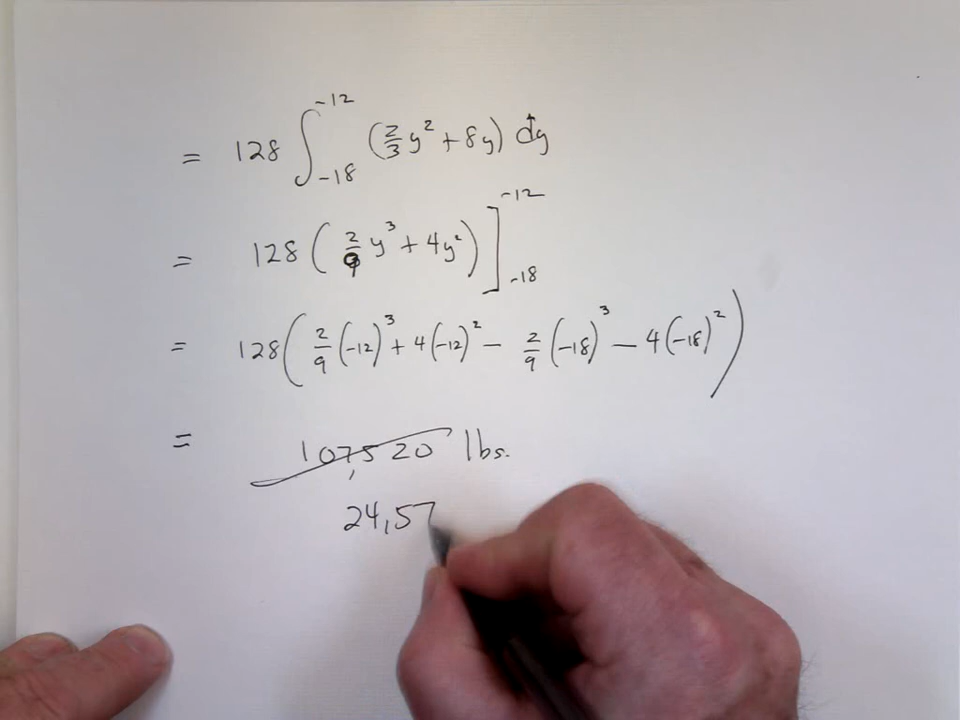 = 128 ∫_{-18}^{-12} (2/3 y² + 8y) dy
= 128 ( 2/9 y³ + 4y² ) ]_{-18}^{-12}
= 128 ( 2/9 (-12)³ + 4(-12)² - 2/9 (-18)³ - 4(-18)² )
= 107,520 lbs.
24,57